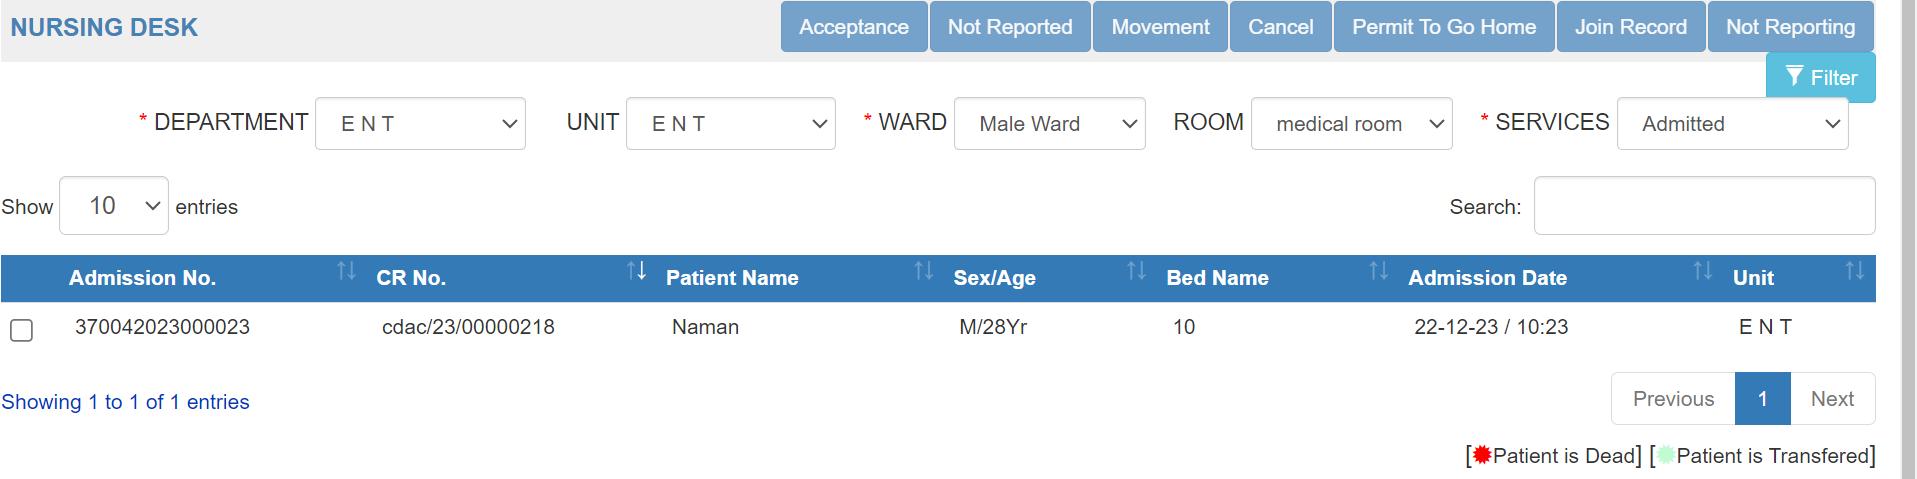 NURSING DESK Acceptance Not Reported Movement Cancel Permit To Go Home Join Record Not Reporting
Filter
* DEPARTMENT E N T UNIT E N T * WARD Male Ward ROOM medical room * SERVICES Admitted
Show 10 entries Search:
Admission No. CR No. Patient Name Sex/Age Bed Name Admission Date Unit
370042023000023 cdac/23/00000218 Naman M/28Yr 10 22-12-23 / 10:23 E N T
Showing 1 to 1 of 1 entries Previous 1 Next
[Patient is Dead] [Patient is Transfered]